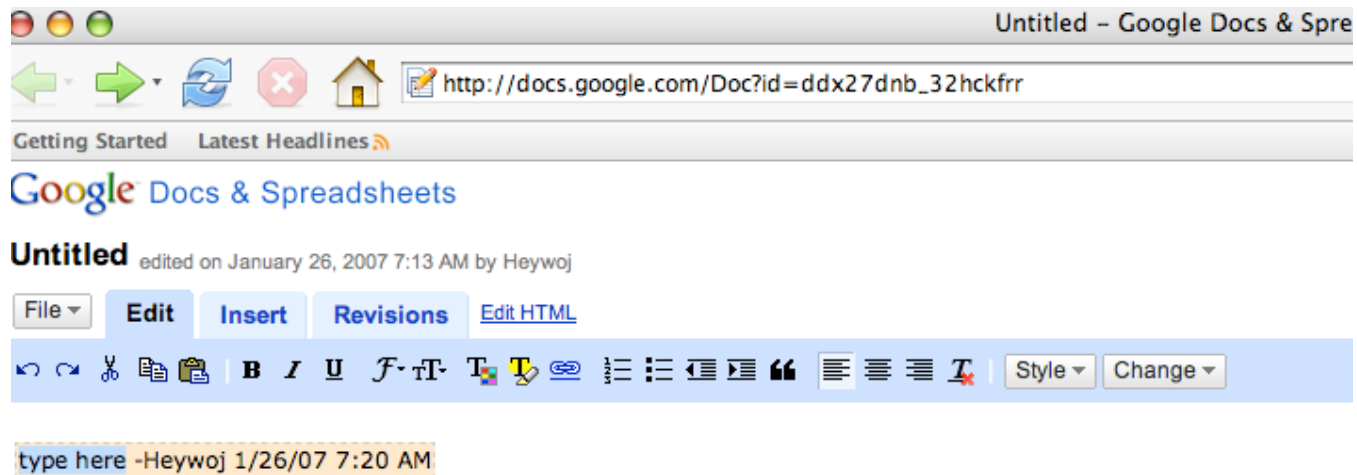 Untitled – Google Docs & Spre
http://docs.google.com/Doc?id=ddx27dnb_32hckfrr
Getting Started Latest Headlines
Google Docs & Spreadsheets
Untitled edited on January 26, 2007 7:13 AM by Heywoj
File Edit Insert Revisions Edit HTML
B I U F T T T Style Change
type here -Heywoj 1/26/07 7:20 AM